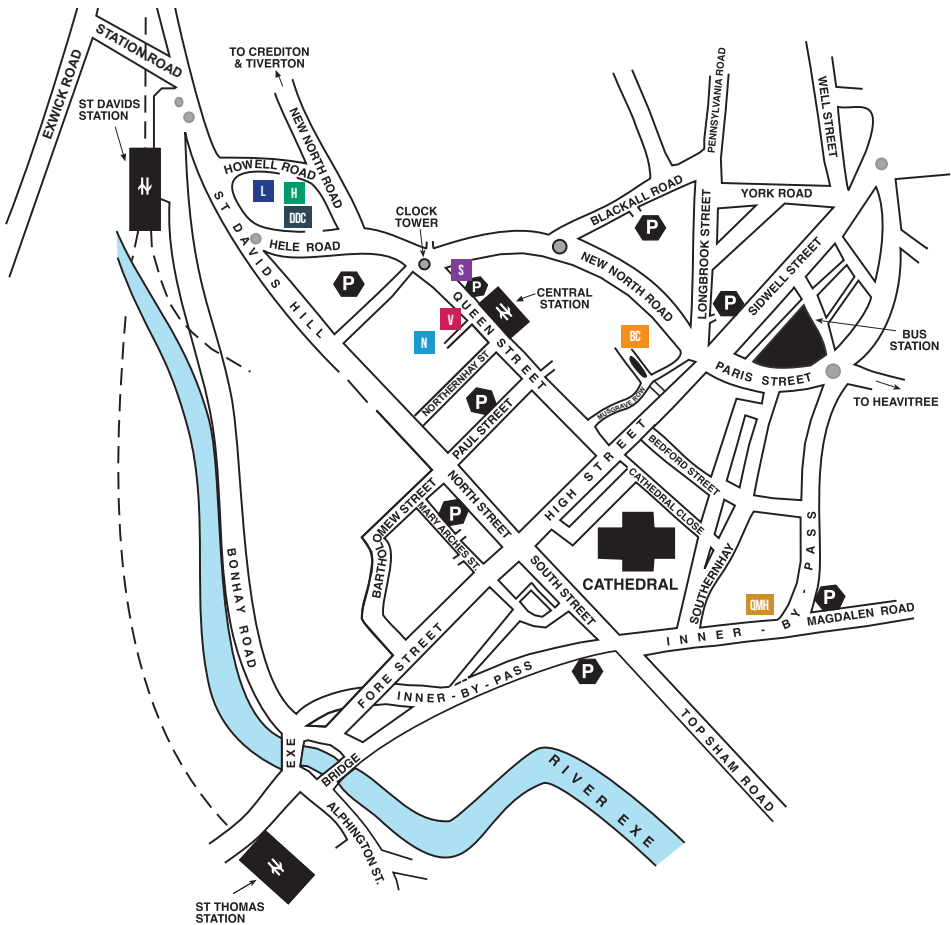 STATION ROAD
EXWICK ROAD
ST DAVIDS
STATION
TO CREDITON
& TIVERTON
NEW NORTH ROAD
HOWELL ROAD
L
H
DDC
ST DAVIDS HILL
HELE ROAD
CLOCK
TOWER
P
S
P
QUEEN STREET
CENTRAL
STATION
V
N
BLACKALL ROAD
P
PENNSYLVANIA ROAD
WELL STREET
YORK ROAD
LONGBROOK STREET
NEW NORTH ROAD
P
SIDWELL STREET
BUS
STATION
BC
PARIS STREET
TO HEAVITREE
NORTHERNHAY ST
P
PAUL STREET
MUSGRAVE ROW
HIGH STREET
BEDFORD STREET
CATHEDRAL CLOSE
NORTH STREET
P
MARY ARCHES ST.
BARTHOLOMEW STREET
CATHEDRAL
SOUTH STREET
SOUTHERNHAY
QMH
P
INNER-BY-PASS
MAGDALEN ROAD
BONHAY ROAD
FORE STREET
INNER-BY-PASS
P
TOPSHAM ROAD
EXE
BRIDGE
RIVER EXE
ALPHINGTON ST.
ST THOMAS
STATION